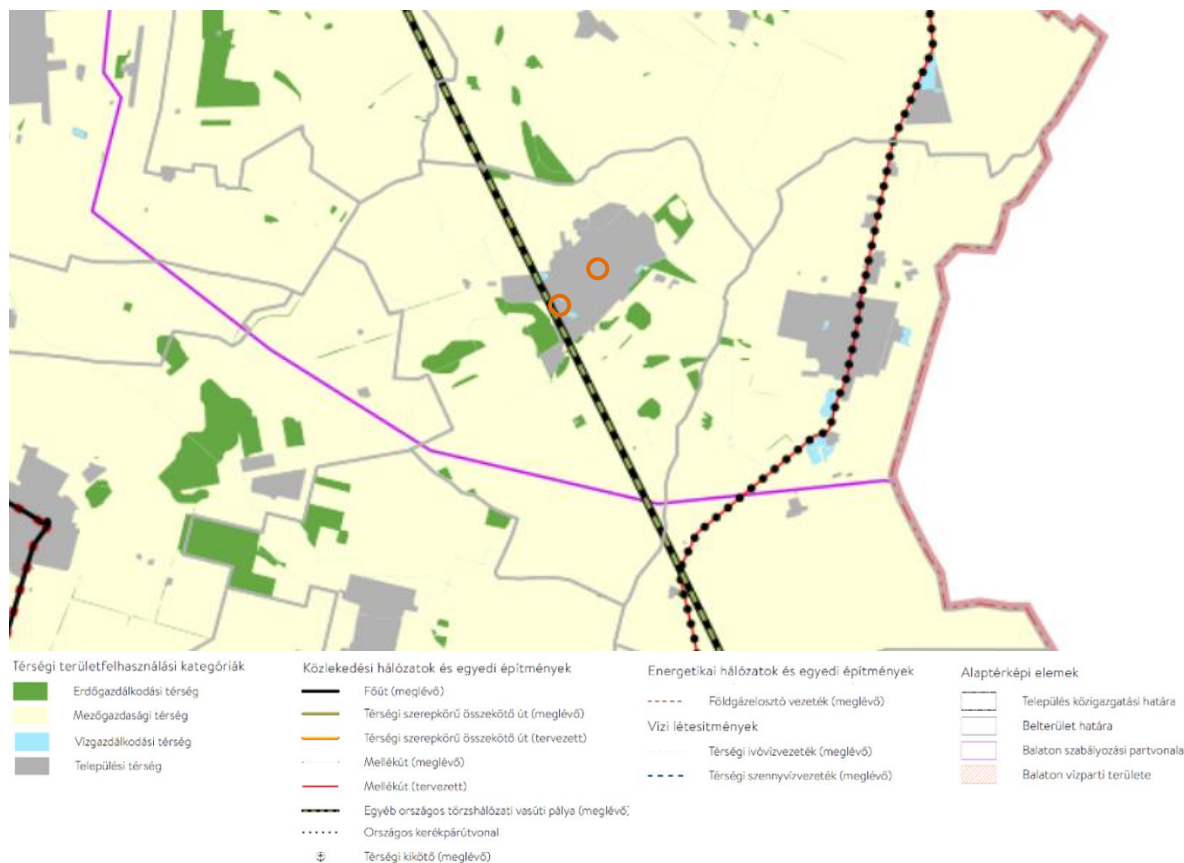 Térségi területfelhasználási kategóriák
Erdőgazdálkodási térség
Mezőgazdasági térség
Vízgazdálkodási térség
Települési térség
Közlekedési hálózatok és egyedi építmények
Főút (meglévő)
Térségi szerepkörű összekötő út (meglévő)
Térségi szerepkörű összekötő út (tervezett)
Mellékút (meglévő)
Mellékút (tervezett)
Egyéb országos törzshálózati vasúti pálya (meglévő)
Országos kerékpárútvonal
Térségi kikötő (meglévő)
Energetikai hálózatok és egyedi építmények
Földgázelosztó vezeték (meglévő)
Vízi létesítmények
Térségi ivóvízvezeték (meglévő)
Térségi szennyvízvezeték (meglévő)
Alaptérképi elemek
Település közigazgatási határa
Belterület határa
Balaton szabályozási partvonala
Balaton vízparti területe